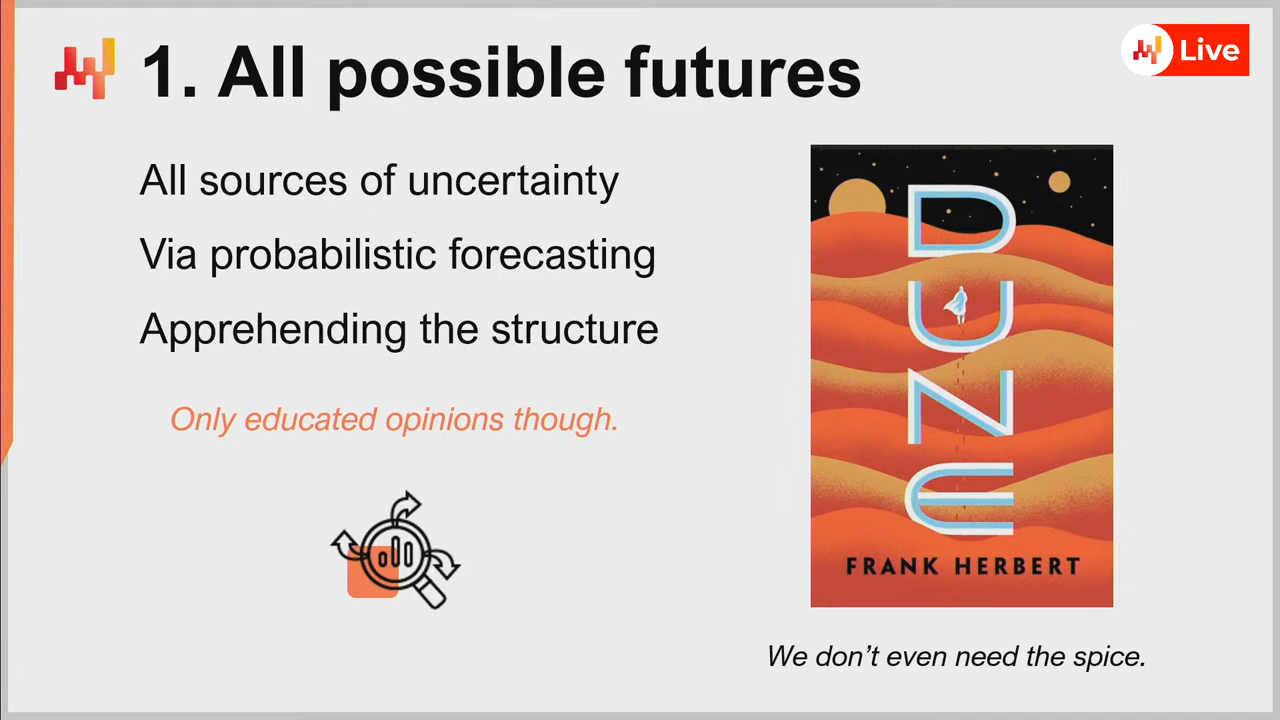 1. All possible futures
Live
All sources of uncertainty
Via probabilistic forecasting
Apprehending the structure
Only educated opinions though.
DUNE
FRANK HERBERT
We don’t even need the spice.